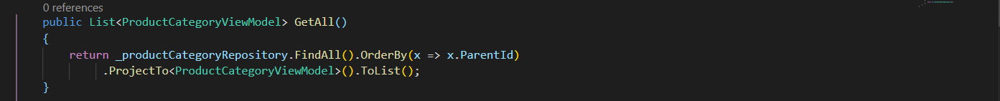 0 references
public List<ProductCategoryViewModel> GetAll()
{
return _productCategoryRepository.FindAll().OrderBy(x => x.ParentId)
.ProjectTo<ProductCategoryViewModel>().ToList();
}